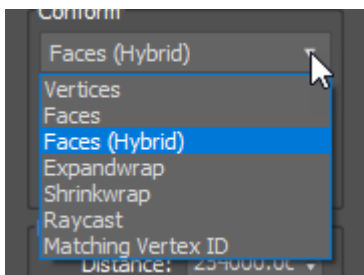 Conform
Faces (Hybrid)
Vertices
Faces
Faces (Hybrid)
Expandwrap
Shrinkwrap
Raycast
Matching Vertex ID
Distance: